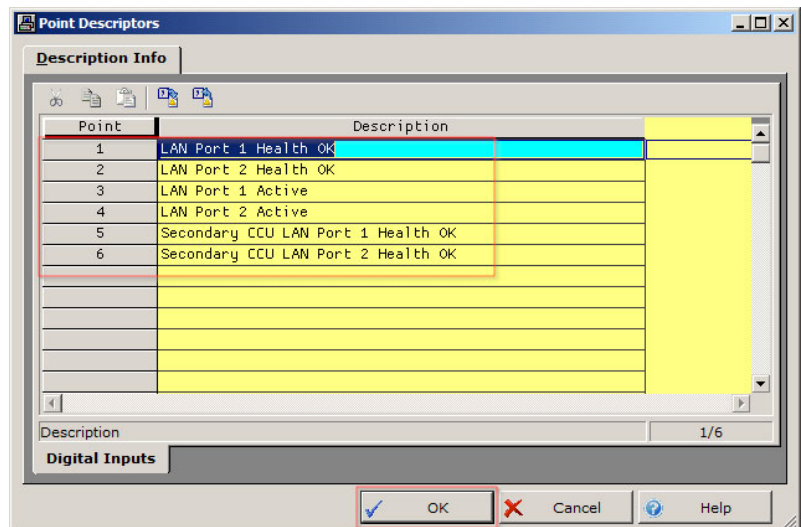 Point Descriptors
Description Info
Point Description
1 LAN Port 1 Health OK
2 LAN Port 2 Health OK
3 LAN Port 1 Active
4 LAN Port 2 Active
5 Secondary CCU LAN Port 1 Health OK
6 Secondary CCU LAN Port 2 Health OK
Description 1/6
Digital Inputs
OK Cancel Help